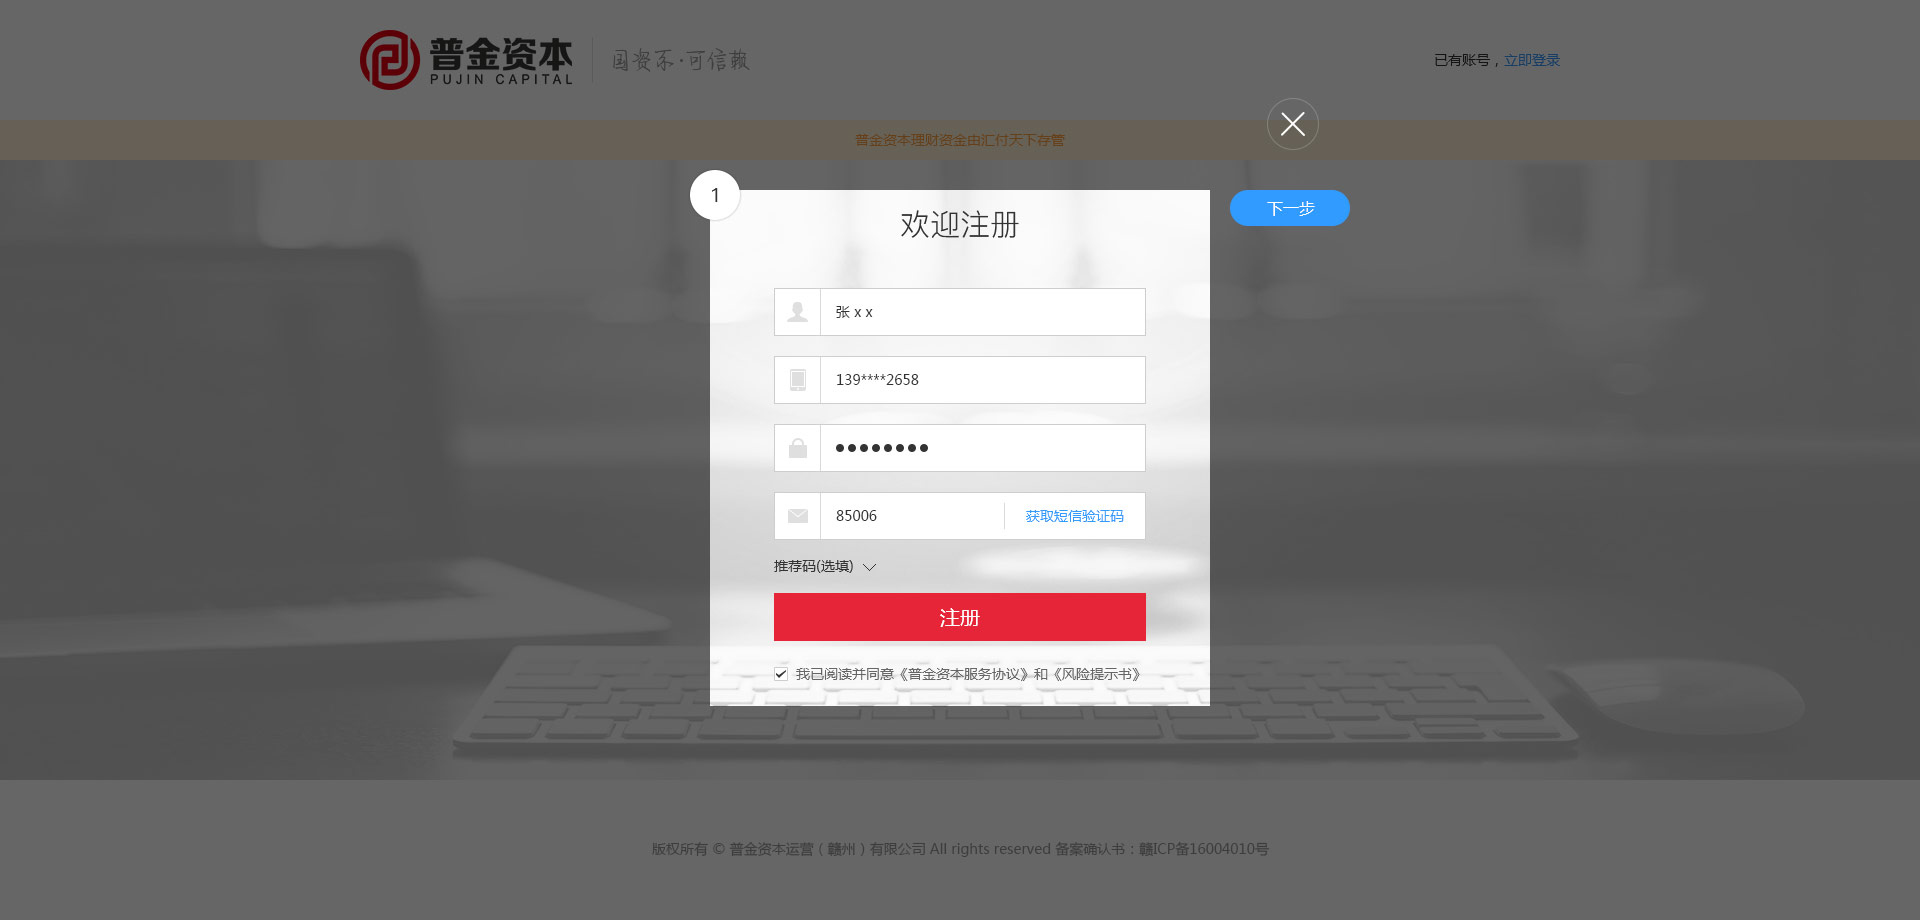 普金资本
PUJIN CAPITAL
国资系·可信赖
已有账号，立即登录
普金资本理财资金由汇付天下存管
1
下一步
欢迎注册
张 x x
139****2658
●●●●●●●●
85006
获取短信验证码
推荐码(选填)
注册
我已阅读并同意《普金资本服务协议》和《风险提示书》
版权所有 © 普金资本运营（赣州）有限公司 All rights reserved 备案确认书：赣ICP备16004010号